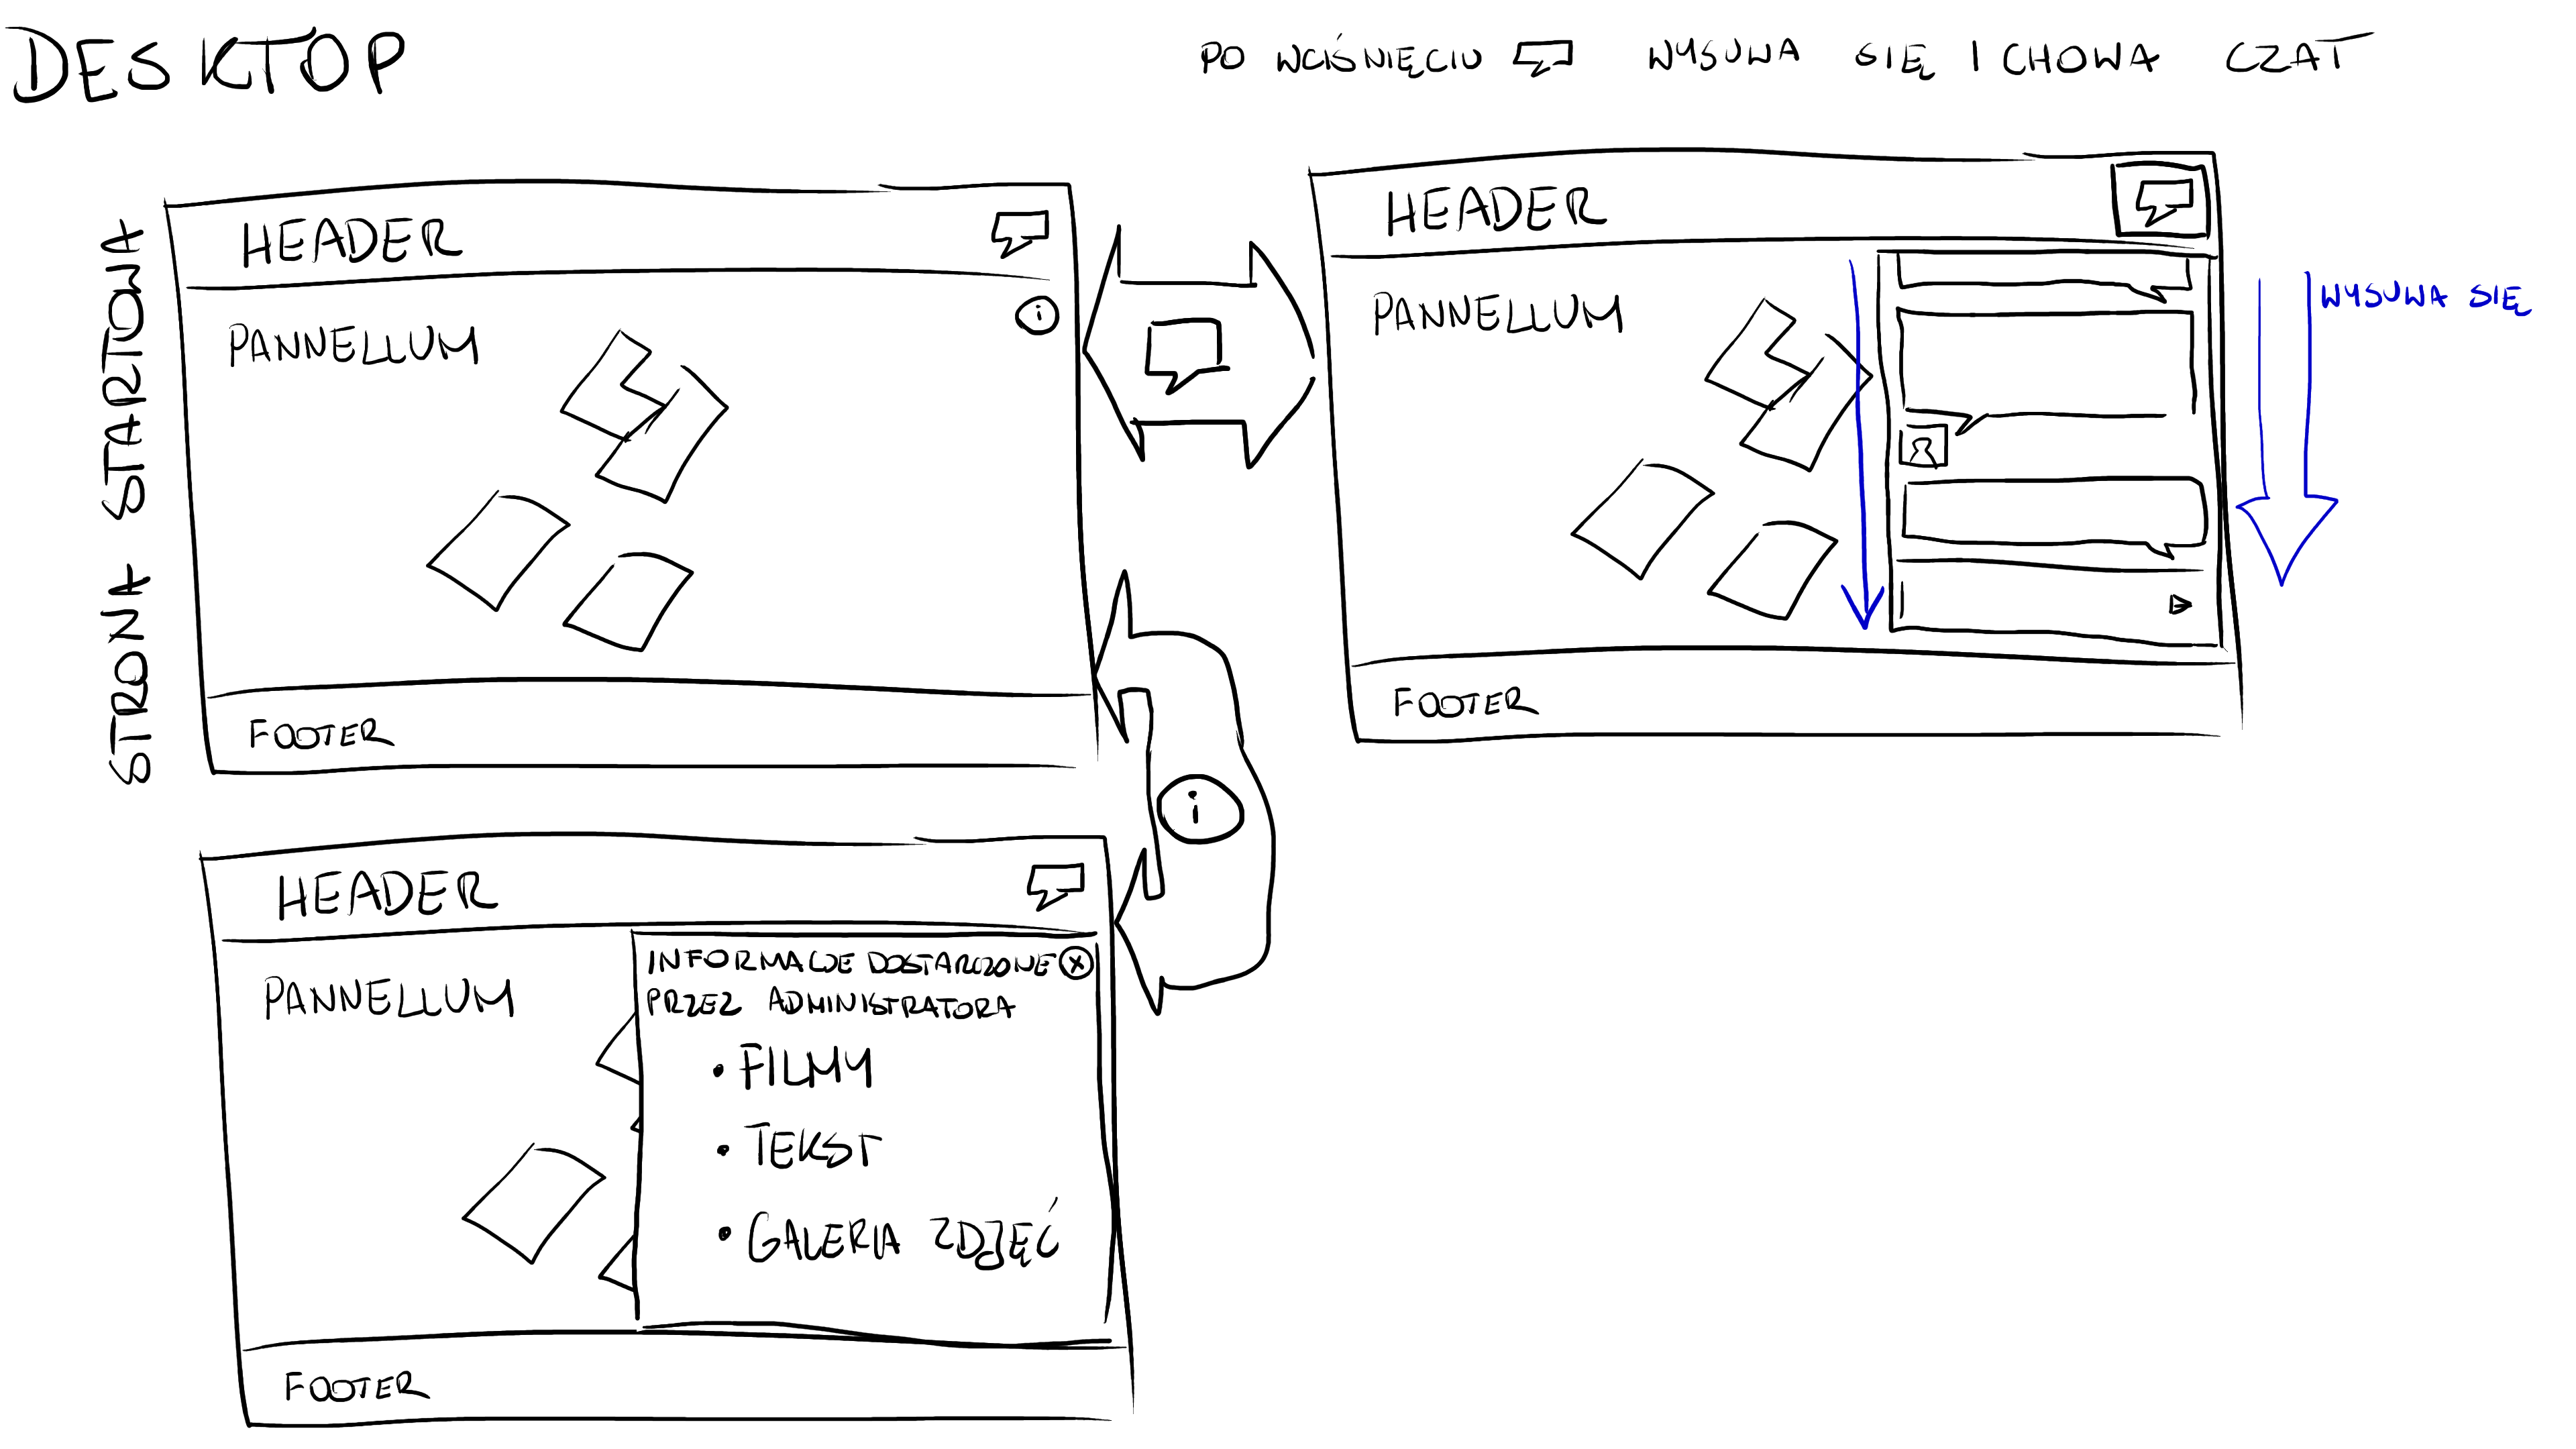 DESKTOP
PO WCIŚNIĘCIU WYSUWA SIĘ I CHOWA CZAT
STRONA STARTOWA
HEADER
i
PANNELLUM
FOOTER
HEADER
PANNELLUM
FOOTER
WYSUWA SIĘ
i
HEADER
PANNELLUM
INFORMACJE DOSTARCZONE
PRZEZ ADMINISTRATORA
• FILMY
• TEKST
• GALERIA ZDJĘĆ
FOOTER